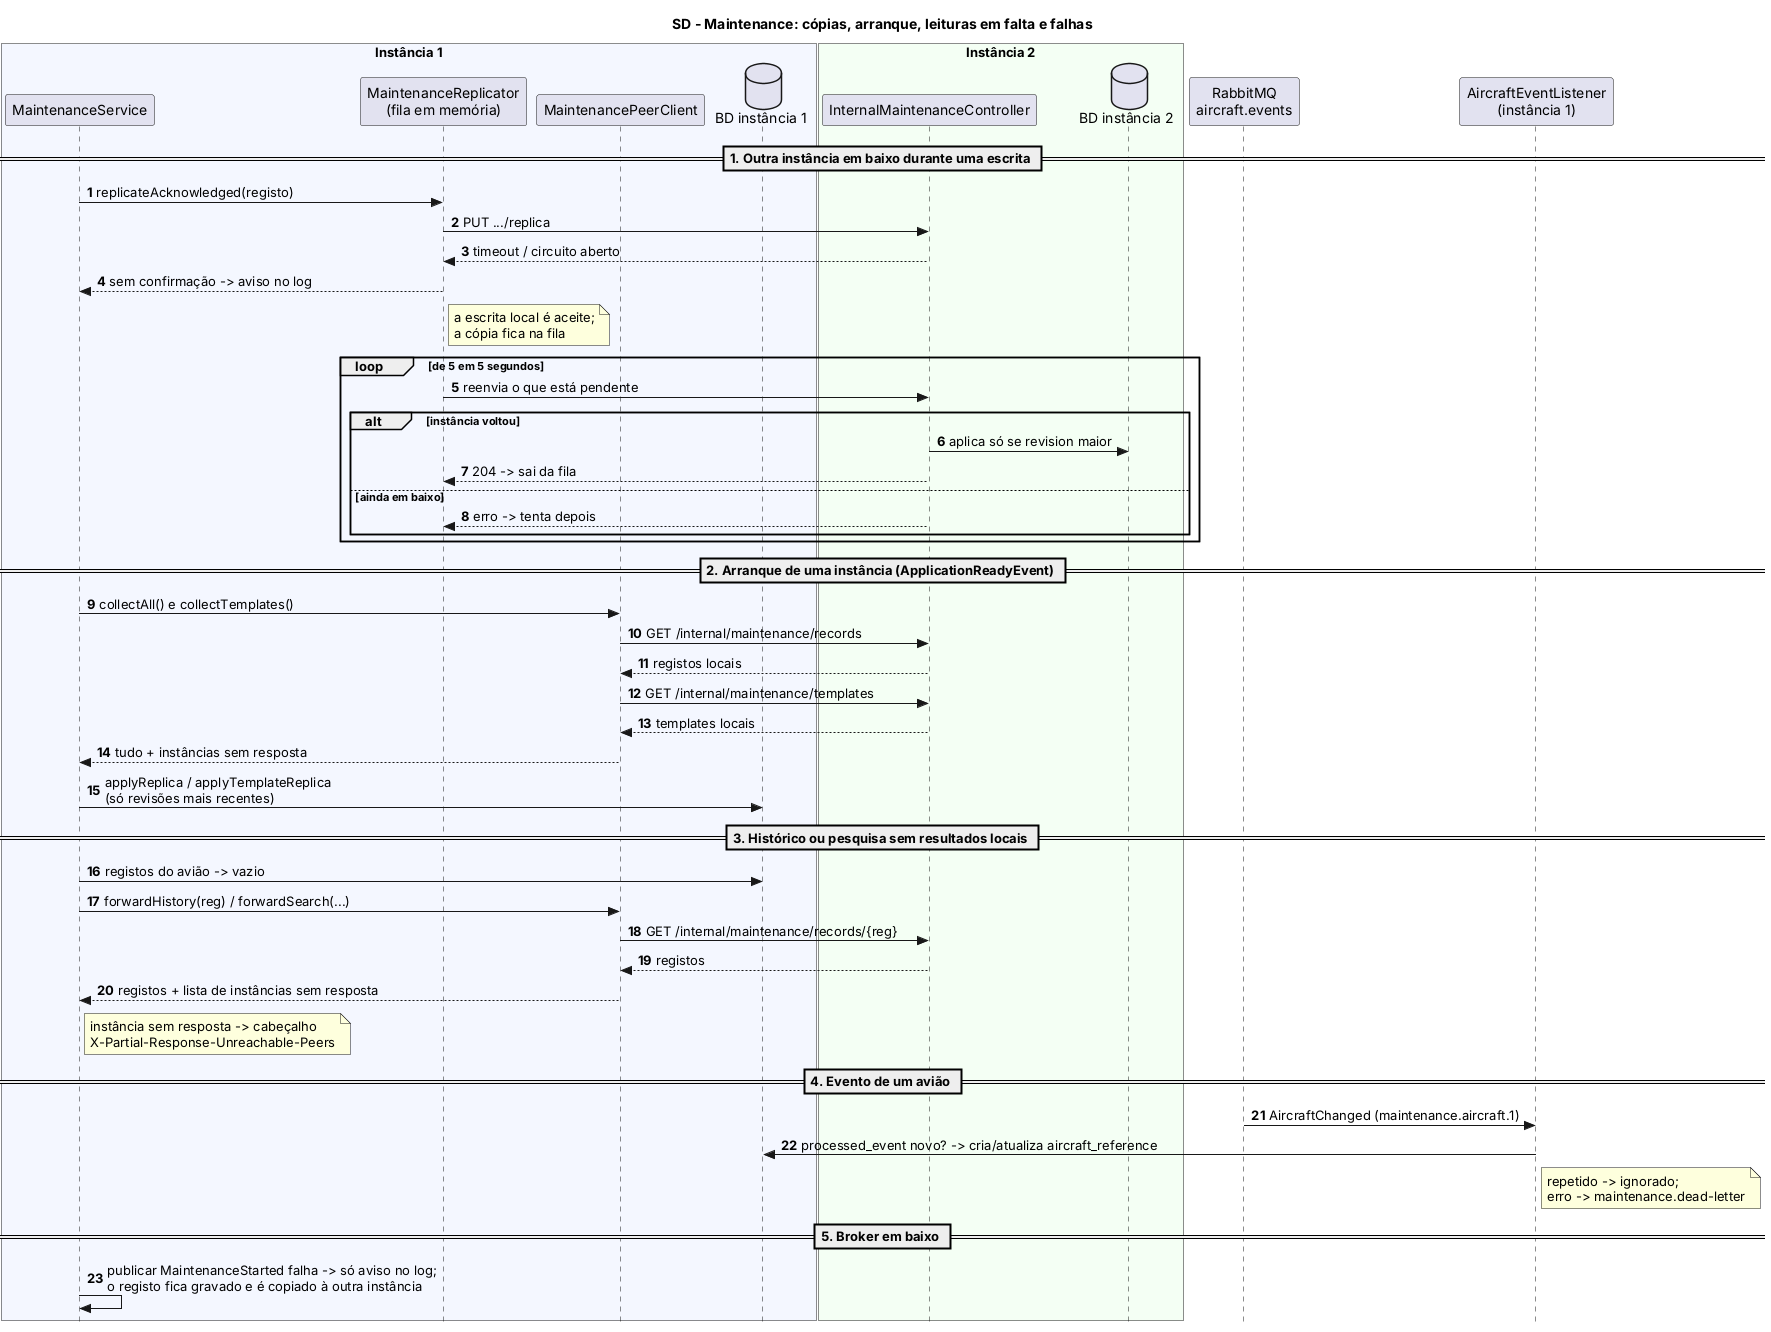 SD - Maintenance: cópias, arranque, leituras em falta e falhas
Instância 1
Instância 2
MaintenanceService
MaintenanceReplicator
(fila em memória)
MaintenancePeerClient
BD instância 1
InternalMaintenanceController
BD instância 2
RabbitMQ
aircraft.events
AircraftEventListener
(instância 1)
1. Outra instância em baixo durante uma escrita
1 replicateAcknowledged(registo)
2 PUT .../replica
3 timeout / circuito aberto
4 sem confirmação -> aviso no log
a escrita local é aceite;
a cópia fica na fila
loop [de 5 em 5 segundos]
5 reenvia o que está pendente
alt [instância voltou]
6 aplica só se revision maior
7 204 -> sai da fila
[ainda em baixo]
8 erro -> tenta depois
2. Arranque de uma instância (ApplicationReadyEvent)
9 collectAll() e collectTemplates()
10 GET /internal/maintenance/records
11 registos locais
12 GET /internal/maintenance/templates
13 templates locais
14 tudo + instâncias sem resposta
15 applyReplica / applyTemplateReplica
(só revisões mais recentes)
3. Histórico ou pesquisa sem resultados locais
16 registos do avião -> vazio
17 forwardHistory(reg) / forwardSearch(...)
18 GET /internal/maintenance/records/{reg}
19 registos
20 registos + lista de instâncias sem resposta
instância sem resposta -> cabeçalho
X-Partial-Response-Unreachable-Peers
4. Evento de um avião
21 AircraftChanged (maintenance.aircraft.1)
22 processed_event novo? -> cria/atualiza aircraft_reference
repetido -> ignorado;
erro -> maintenance.dead-letter
5. Broker em baixo
23 publicar MaintenanceStarted falha -> só aviso no log;
o registo fica gravado e é copiado à outra instância